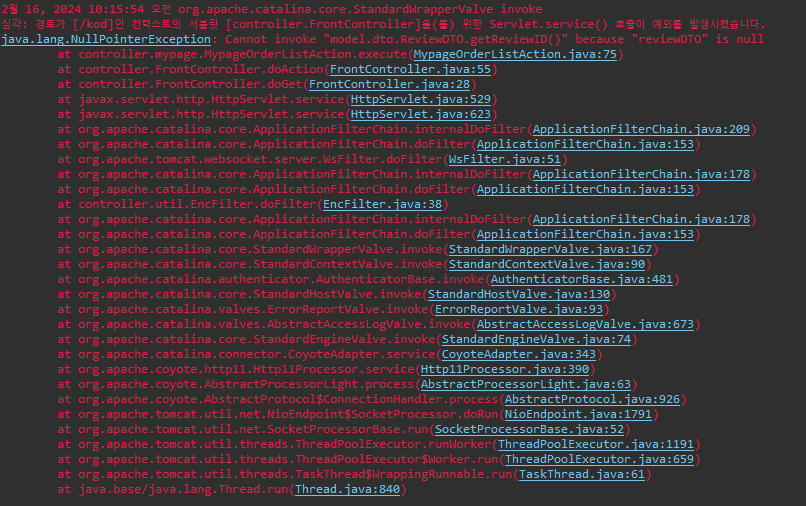 2월 16, 2024 10:15:54 오전 org.apache.catalina.core.StandardWrapperValve invoke
심각: 경로가 [/kod]인 컨텍스트의 서블릿 [controller.FrontController]을(를) 위한 Servlet.service() 호출이 예외를 발생시켰습니다.
java.lang.NullPointerException: Cannot invoke "model.dto.ReviewDTO.getReviewID()" because "reviewDTO" is null
at controller.mypage.MypageOrderListAction.execute(MypageOrderListAction.java:75)
at controller.FrontController.doAction(FrontController.java:55)
at controller.FrontController.doGet(FrontController.java:28)
at javax.servlet.http.HttpServlet.service(HttpServlet.java:529)
at javax.servlet.http.HttpServlet.service(HttpServlet.java:623)
at org.apache.catalina.core.ApplicationFilterChain.internalDoFilter(ApplicationFilterChain.java:209)
at org.apache.catalina.core.ApplicationFilterChain.doFilter(ApplicationFilterChain.java:153)
at org.apache.tomcat.websocket.server.WsFilter.doFilter(WsFilter.java:51)
at org.apache.catalina.core.ApplicationFilterChain.internalDoFilter(ApplicationFilterChain.java:178)
at org.apache.catalina.core.ApplicationFilterChain.doFilter(ApplicationFilterChain.java:153)
at controller.util.EncFilter.doFilter(EncFilter.java:38)
at org.apache.catalina.core.ApplicationFilterChain.internalDoFilter(ApplicationFilterChain.java:178)
at org.apache.catalina.core.ApplicationFilterChain.doFilter(ApplicationFilterChain.java:153)
at org.apache.catalina.core.StandardWrapperValve.invoke(StandardWrapperValve.java:167)
at org.apache.catalina.core.StandardContextValve.invoke(StandardContextValve.java:90)
at org.apache.catalina.authenticator.AuthenticatorBase.invoke(AuthenticatorBase.java:481)
at org.apache.catalina.core.StandardHostValve.invoke(StandardHostValve.java:130)
at org.apache.catalina.valves.ErrorReportValve.invoke(ErrorReportValve.java:93)
at org.apache.catalina.valves.AbstractAccessLogValve.invoke(AbstractAccessLogValve.java:673)
at org.apache.catalina.core.StandardEngineValve.invoke(StandardEngineValve.java:74)
at org.apache.catalina.connector.CoyoteAdapter.service(CoyoteAdapter.java:343)
at org.apache.coyote.http11.Http11Processor.service(Http11Processor.java:390)
at org.apache.coyote.AbstractProcessorLight.process(AbstractProcessorLight.java:63)
at org.apache.coyote.AbstractProtocol$ConnectionHandler.process(AbstractProtocol.java:926)
at org.apache.tomcat.util.net.NioEndpoint$SocketProcessor.doRun(NioEndpoint.java:1791)
at org.apache.tomcat.util.net.SocketProcessorBase.run(SocketProcessorBase.java:52)
at org.apache.tomcat.util.threads.ThreadPoolExecutor.runWorker(ThreadPoolExecutor.java:1191)
at org.apache.tomcat.util.threads.ThreadPoolExecutor$Worker.run(ThreadPoolExecutor.java:659)
at org.apache.tomcat.util.threads.TaskThread$WrappingRunnable.run(TaskThread.java:61)
at java.base/java.lang.Thread.run(Thread.java:840)